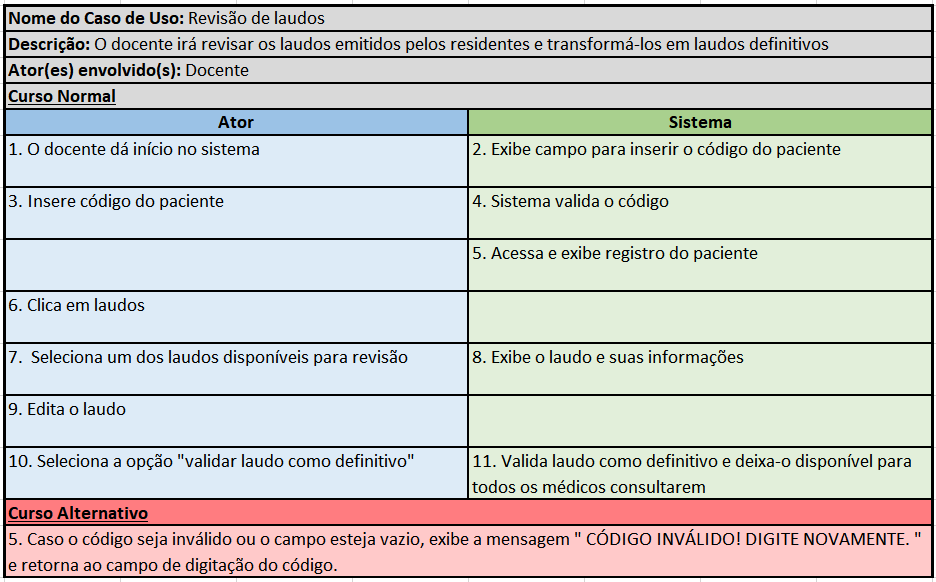 Nome do Caso de Uso: Revisão de laudos
Descrição: O docente irá revisar os laudos emitidos pelos residentes e transformá-los em laudos definitivos
Ator(es) envolvido(s): Docente
Curso Normal
Ator
Sistema
1. O docente dá início no sistema
2. Exibe campo para inserir o código do paciente
3. Insere código do paciente
4. Sistema valida o código
5. Acessa e exibe registro do paciente
6. Clica em laudos
7.  Seleciona um dos laudos disponíveis para revisão
8. Exibe o laudo e suas informações
9. Edita o laudo
10. Seleciona a opção "validar laudo como definitivo"
11. Valida laudo como definitivo e deixa-o disponível para
todos os médicos consultarem
Curso Alternativo
5. Caso o código seja inválido ou o campo esteja vazio, exibe a mensagem " CÓDIGO INVÁLIDO! DIGITE NOVAMENTE. "
e retorna ao campo de digitação do código.